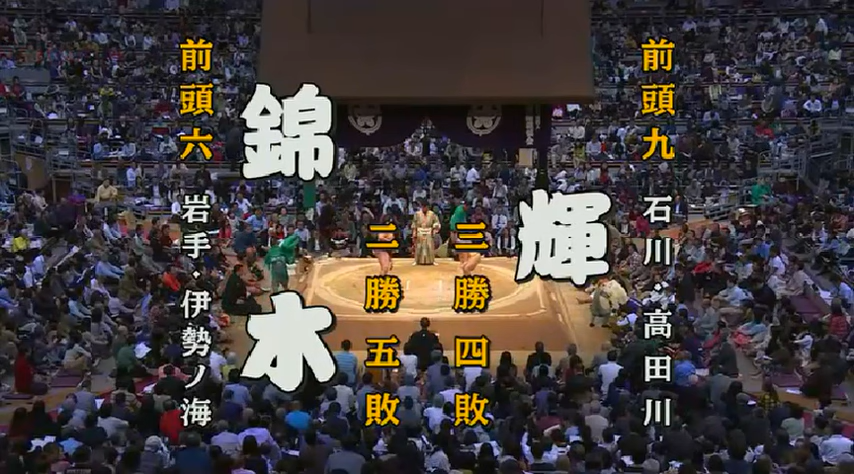 前頭九
石川・高田川
輝
三勝四敗
二勝五敗
錦木
前頭六
岩手・伊勢ノ海